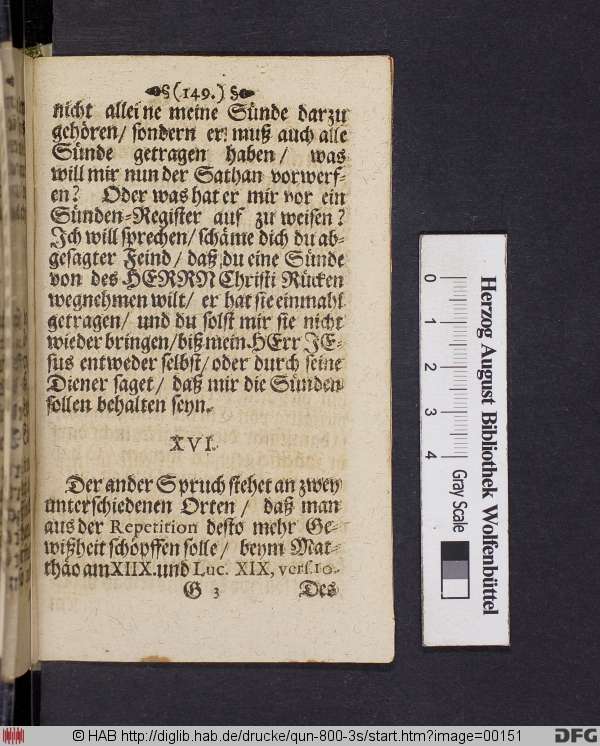 § (149.) §
nicht alleine meine Sünde darzu
gehören/ sondern er muß auch alle
Sünde getragen haben/ was
will mir nun der Sathan vorwerf-
en? Oder was hat er mir vor ein
Sünden-Register auf zu weisen?
Ich will sprechen/ schäme dich du ab-
gesagter Feind/ daß du eine Sünde
von des HERRN Christi Rücken
wegnehmen wilt/ er hat sie einmahl
getragen/ und du solst mir sie nicht
wieder bringen/ biß mein HErr JE-
sus entweder selbst/ oder durch seine
Diener saget/ daß mir die Sünden
sollen behalten seyn.
XVI.
Der ander Spruch stehet an zwey
unterschiedenen Orten/ daß man
aus der Repetition desto mehr Ge-
wißheit schöpffen solle/ beym Mat-
thäo am XIIX. und Luc. XIX, vers. 10.
G 3 Des
0 1 2 3 4
Herzog August Bibliothek Wolfenbüttel
Gray Scale
© HAB http://diglib.hab.de/drucke/qun-800-3s/start.htm?image=00151
DFG